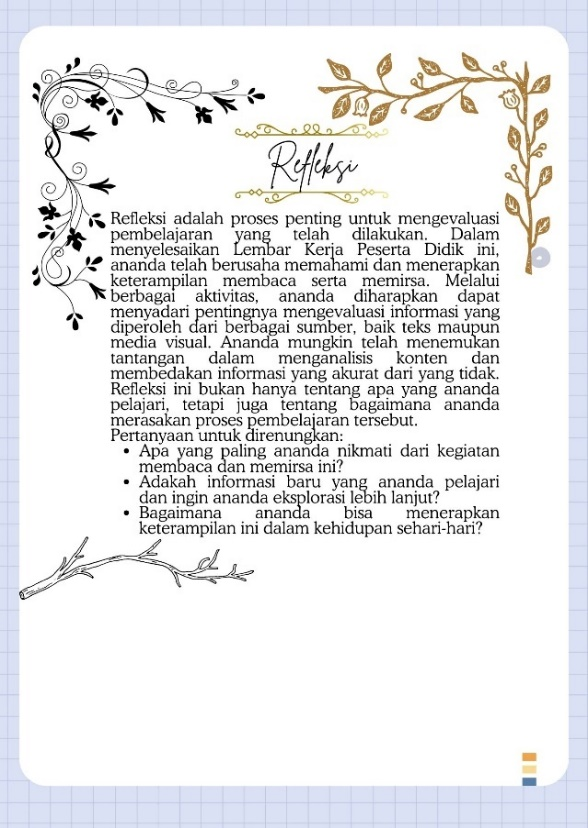 Refleksi
Refleksi adalah proses penting untuk mengevaluasi
pembelajaran yang telah dilakukan. Dalam
menyelesaikan Lembar Kerja Peserta Didik ini,
ananda telah berusaha memahami dan menerapkan
keterampilan membaca serta memirsa. Melalui
berbagai aktivitas, ananda diharapkan dapat
menyadari pentingnya mengevaluasi informasi yang
diperoleh dari berbagai sumber, baik teks maupun
media visual. Ananda mungkin telah menemukan
tantangan dalam menganalisis konten dan
membedakan informasi yang akurat dari yang tidak.
Refleksi ini bukan hanya tentang apa yang ananda
pelajari, tetapi juga tentang bagaimana ananda
merasakan proses pembelajaran tersebut.
Pertanyaan untuk direnungkan:
• Apa yang paling ananda nikmati dari kegiatan
membaca dan memirsa ini?
• Adakah informasi baru yang ananda pelajari
dan ingin ananda eksplorasi lebih lanjut?
• Bagaimana ananda bisa menerapkan
keterampilan ini dalam kehidupan sehari-hari?